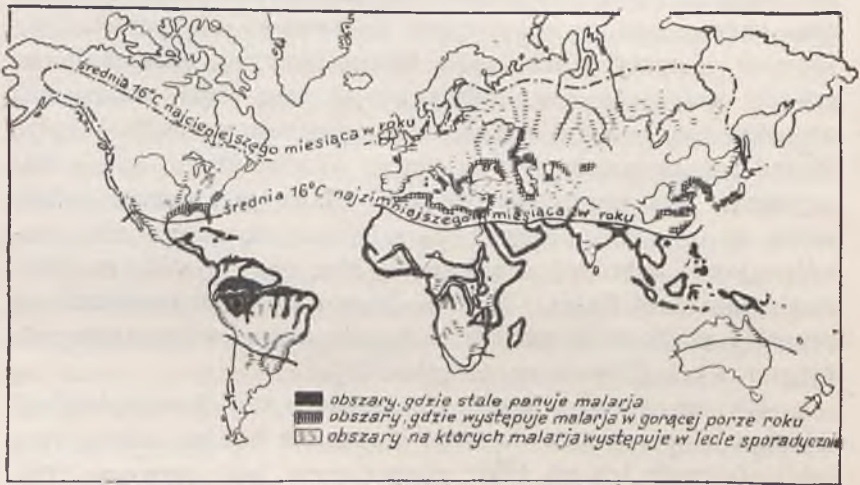 średnia 16°C najcieplejszego miesiąca w roku
średnia 16°C najzimniejszego miesiąca w roku
obszary, gdzie stale panuje malarja
obszary, gdzie występuje malarja w gorącej porze roku
obszary na których malarja występuje w lecie sporadycznie